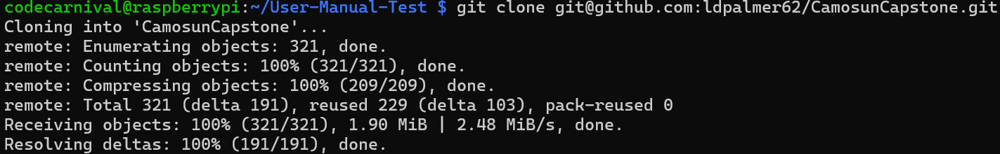 codecarnival@raspberrypi:~/User-Manual-Test $ git clone git@github.com:ldpalmer62/CamosunCapstone.git
Cloning into 'CamosunCapstone'...
remote: Enumerating objects: 321, done.
remote: Counting objects: 100% (321/321), done.
remote: Compressing objects: 100% (209/209), done.
remote: Total 321 (delta 191), reused 229 (delta 103), pack-reused 0
Receiving objects: 100% (321/321), 1.90 MiB | 2.48 MiB/s, done.
Resolving deltas: 100% (191/191), done.